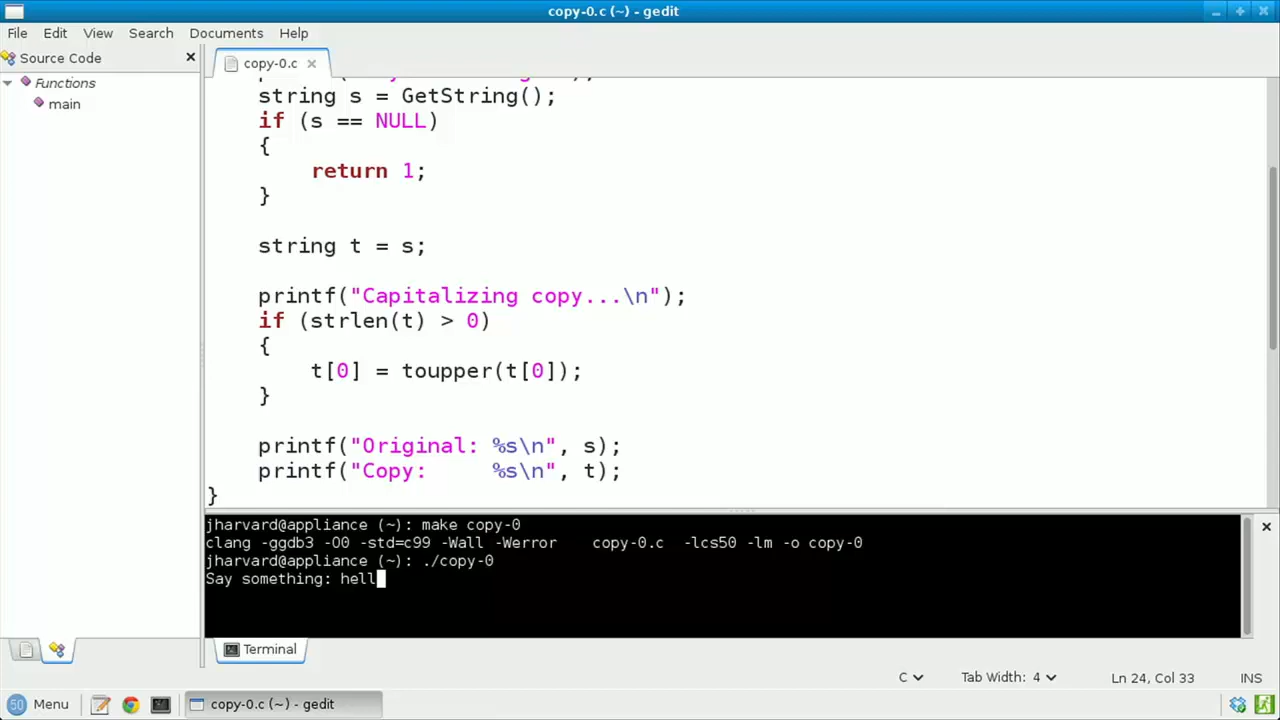 copy-0.c (~) - gedit
File Edit View Search Documents Help
Source Code
copy-0.c
Functions
main
string s = GetString();
if (s == NULL)
{
return 1;
}
string t = s;
printf("Capitalizing copy...\n");
if (strlen(t) > 0)
{
t[0] = toupper(t[0]);
}
printf("Original: %s\n", s);
printf("Copy:     %s\n", t);
}
jharvard@appliance (~): make copy-0
clang -ggdb3 -O0 -std=c99 -Wall -Werror    copy-0.c  -lcs50 -lm -o copy-0
jharvard@appliance (~): ./copy-0
Say something: hell
Terminal
C Tab Width: 4 Ln 24, Col 33 INS
50 Menu copy-0.c (~) - gedit